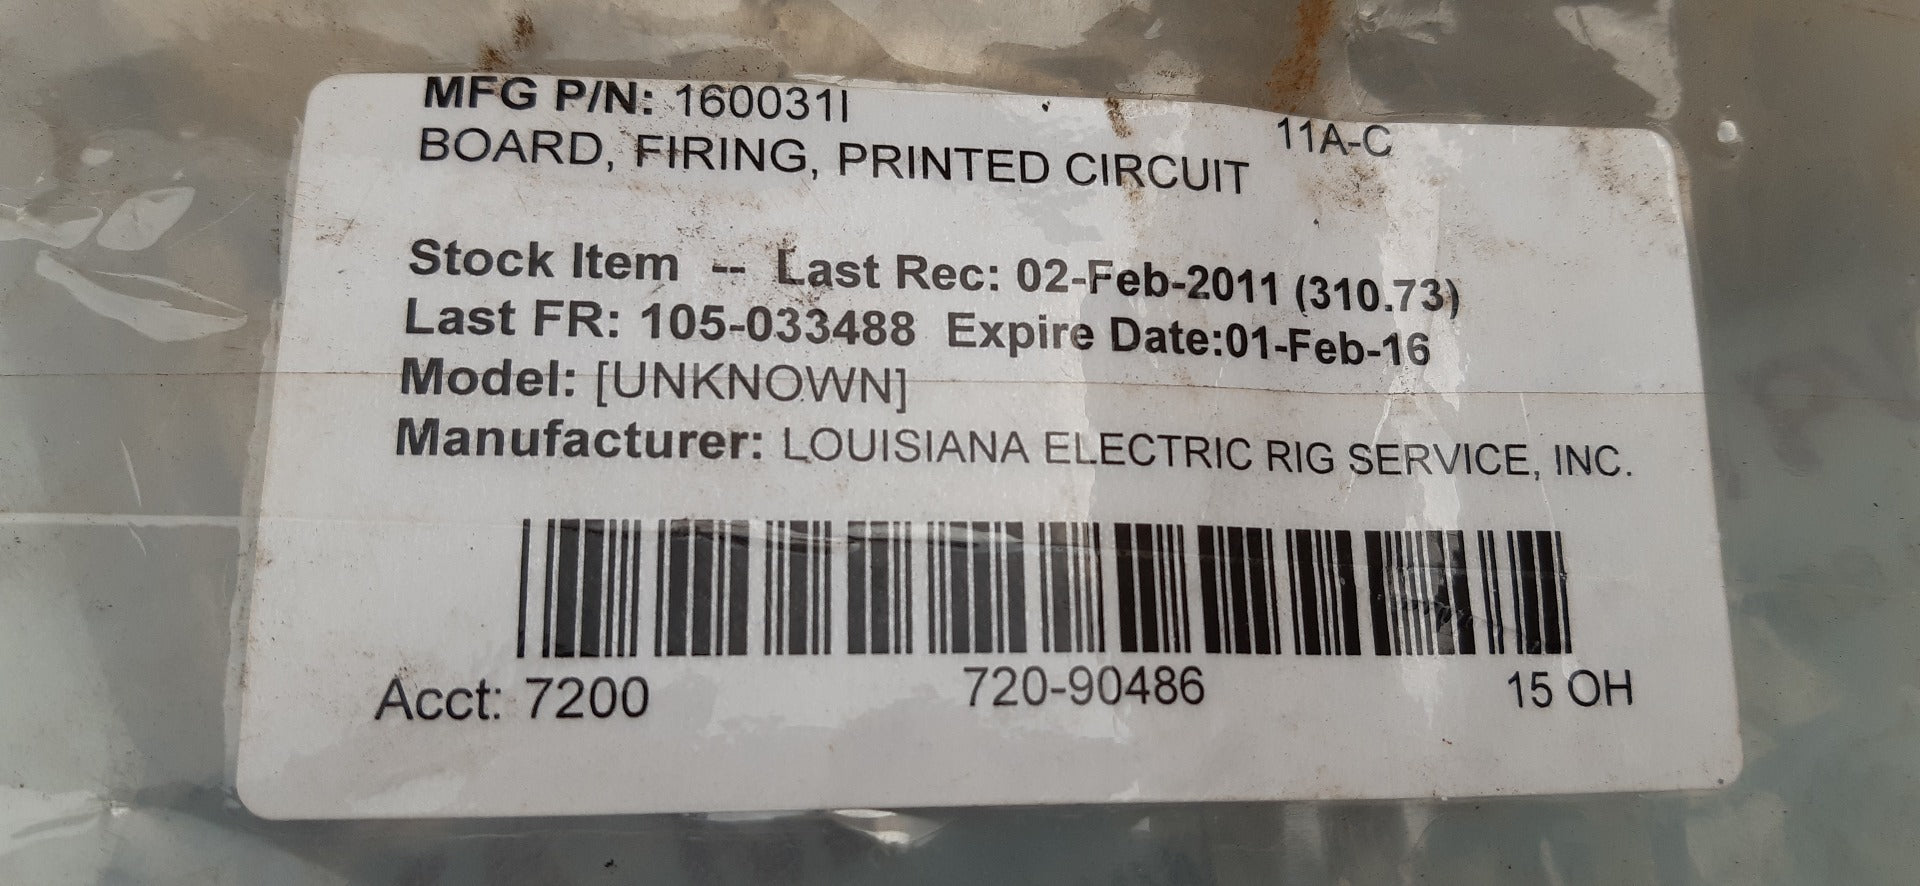 MFG P/N: 160031I
11A-C
BOARD, FIRING, PRINTED CIRCUIT
Stock Item -- Last Rec: 02-Feb-2011 (310.73)
Last FR: 105-033488 Expire Date:01-Feb-16
Model: [UNKNOWN]
Manufacturer: LOUISIANA ELECTRIC RIG SERVICE, INC.
Acct: 7200 720-90486 15 OH